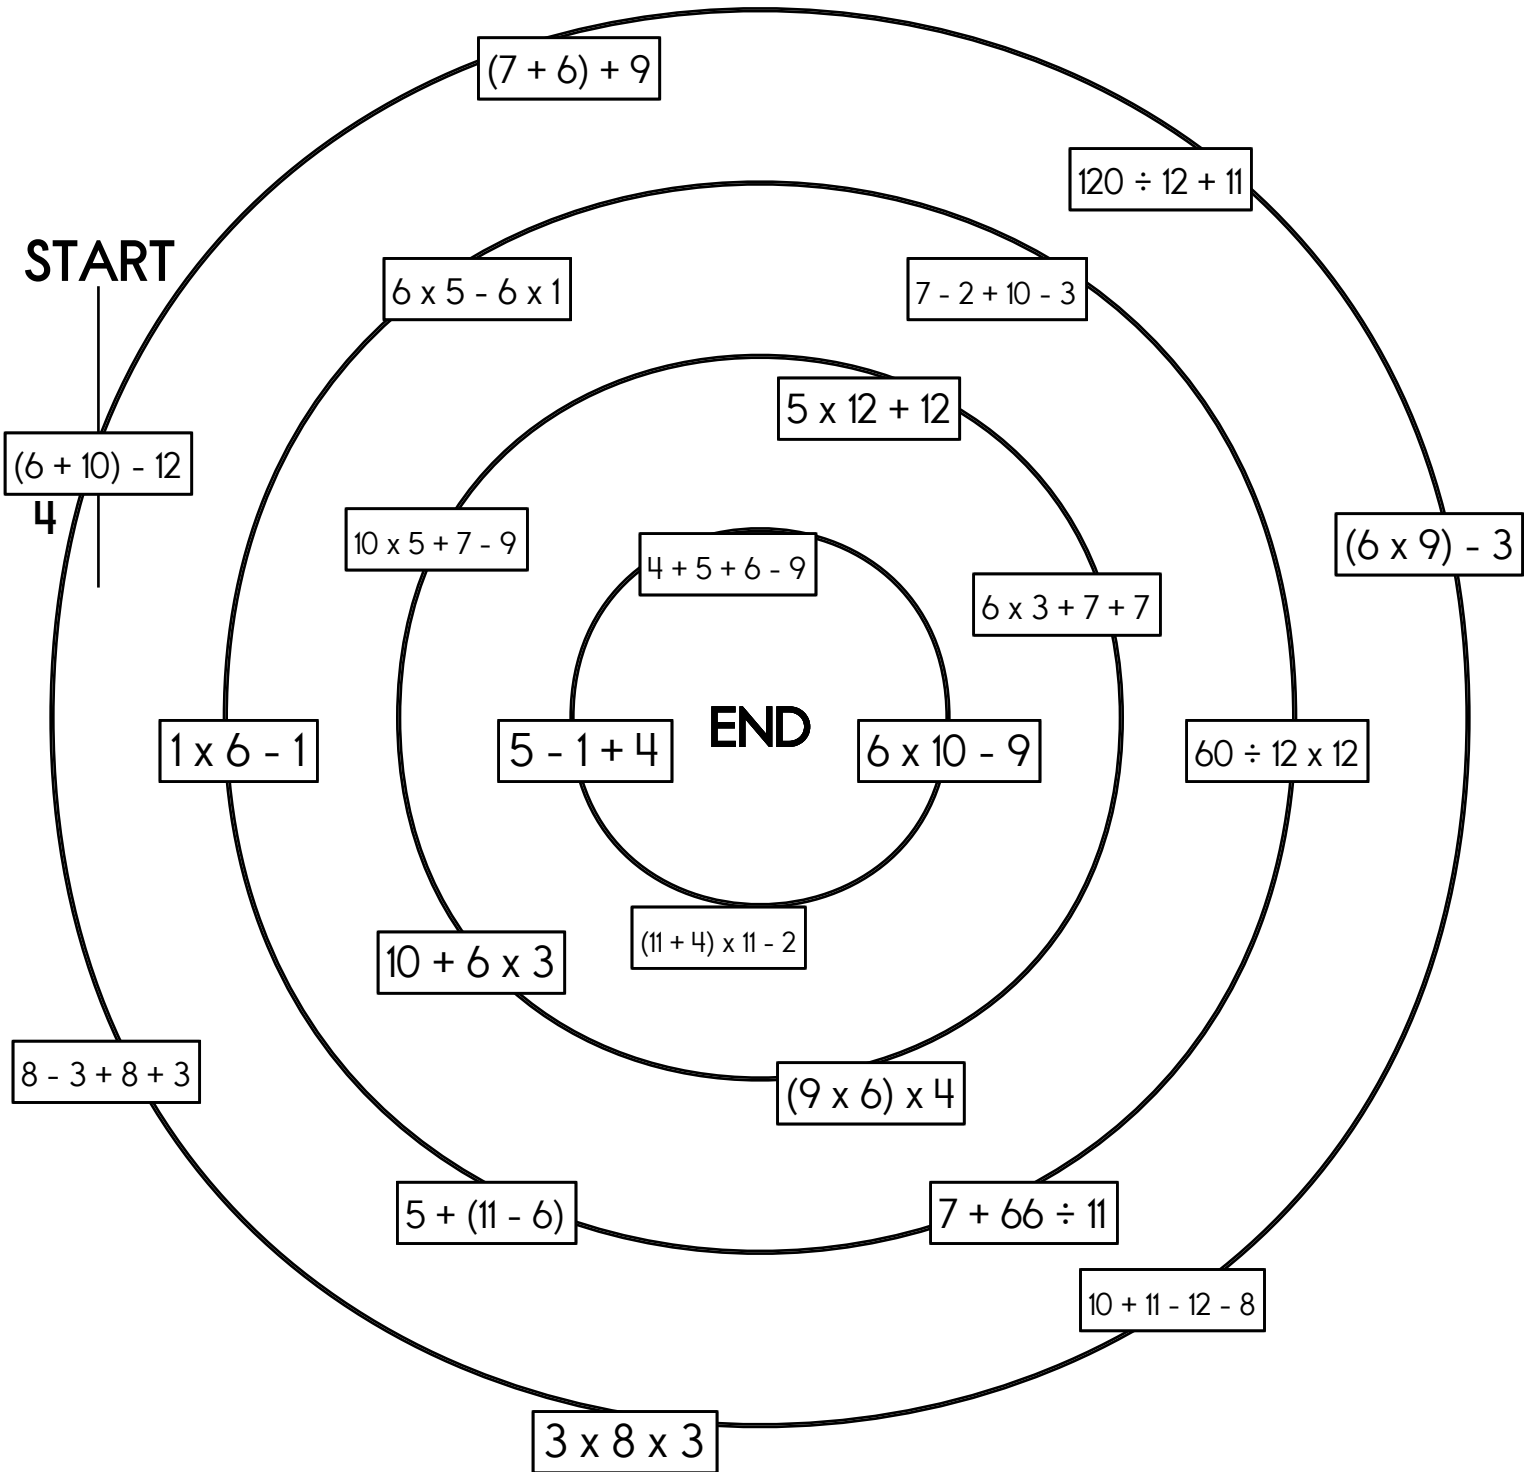 (7 + 6) + 9
120 ÷ 12 + 11
START
6 x 5 - 6 x 1
7 - 2 + 10 - 3
5 x 12 + 12
(6 + 10) - 12
4
10 x 5 + 7 - 9
(6 x 9) - 3
4 + 5 + 6 - 9
6 x 3 + 7 + 7
END
1 x 6 - 1
5 - 1 + 4
6 x 10 - 9
60 ÷ 12 x 12
(11 + 4) x 11 - 2
10 + 6 x 3
8 - 3 + 8 + 3
(9 x 6) x 4
5 + (11 - 6)
7 + 66 ÷ 11
10 + 11 - 12 - 8
3 x 8 x 3